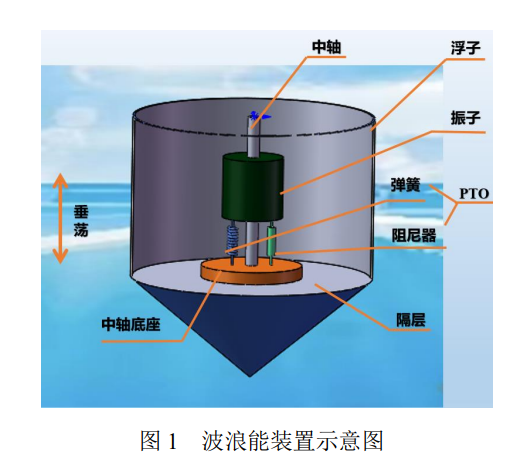 中轴
浮子
振子
弹簧
PTO
阻尼器
垂荡
中轴底座
隔层
图 1 波浪能装置示意图